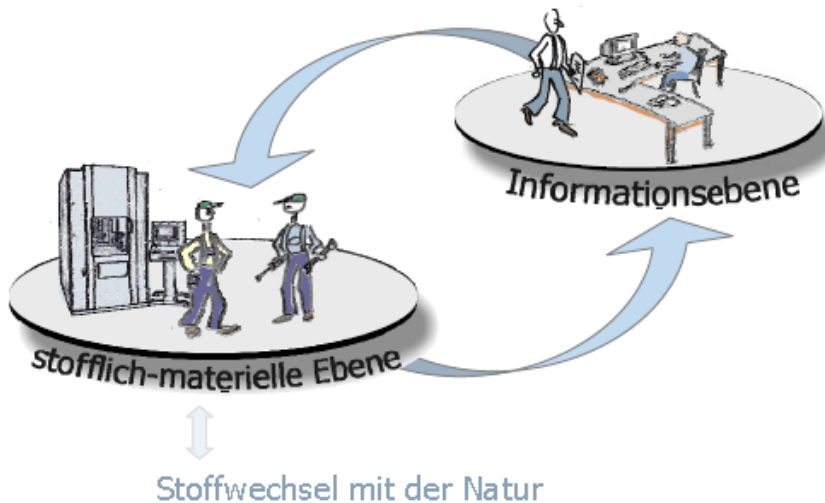 Informationsebene
stofflich-materielle Ebene
Stoffwechsel mit der Natur